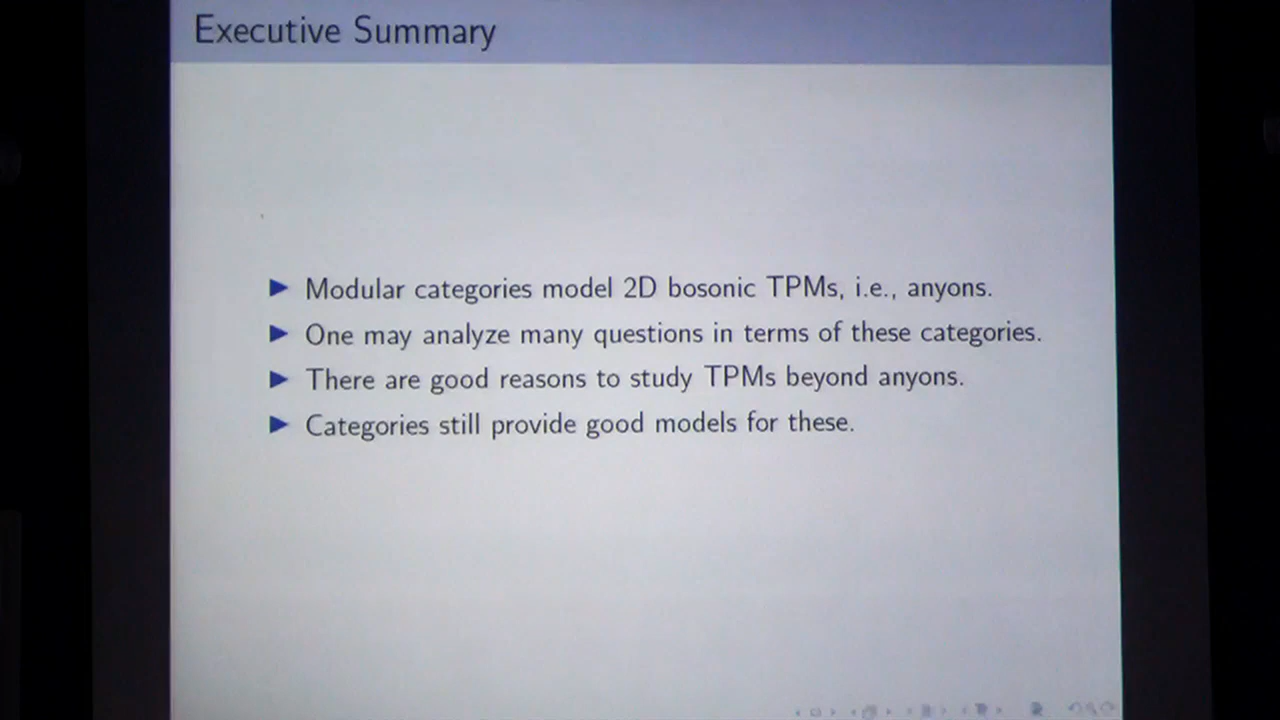 Executive Summary
Modular categories model 2D bosonic TPMs, i.e., anyons.
One may analyze many questions in terms of these categories.
There are good reasons to study TPMs beyond anyons.
Categories still provide good models for these.